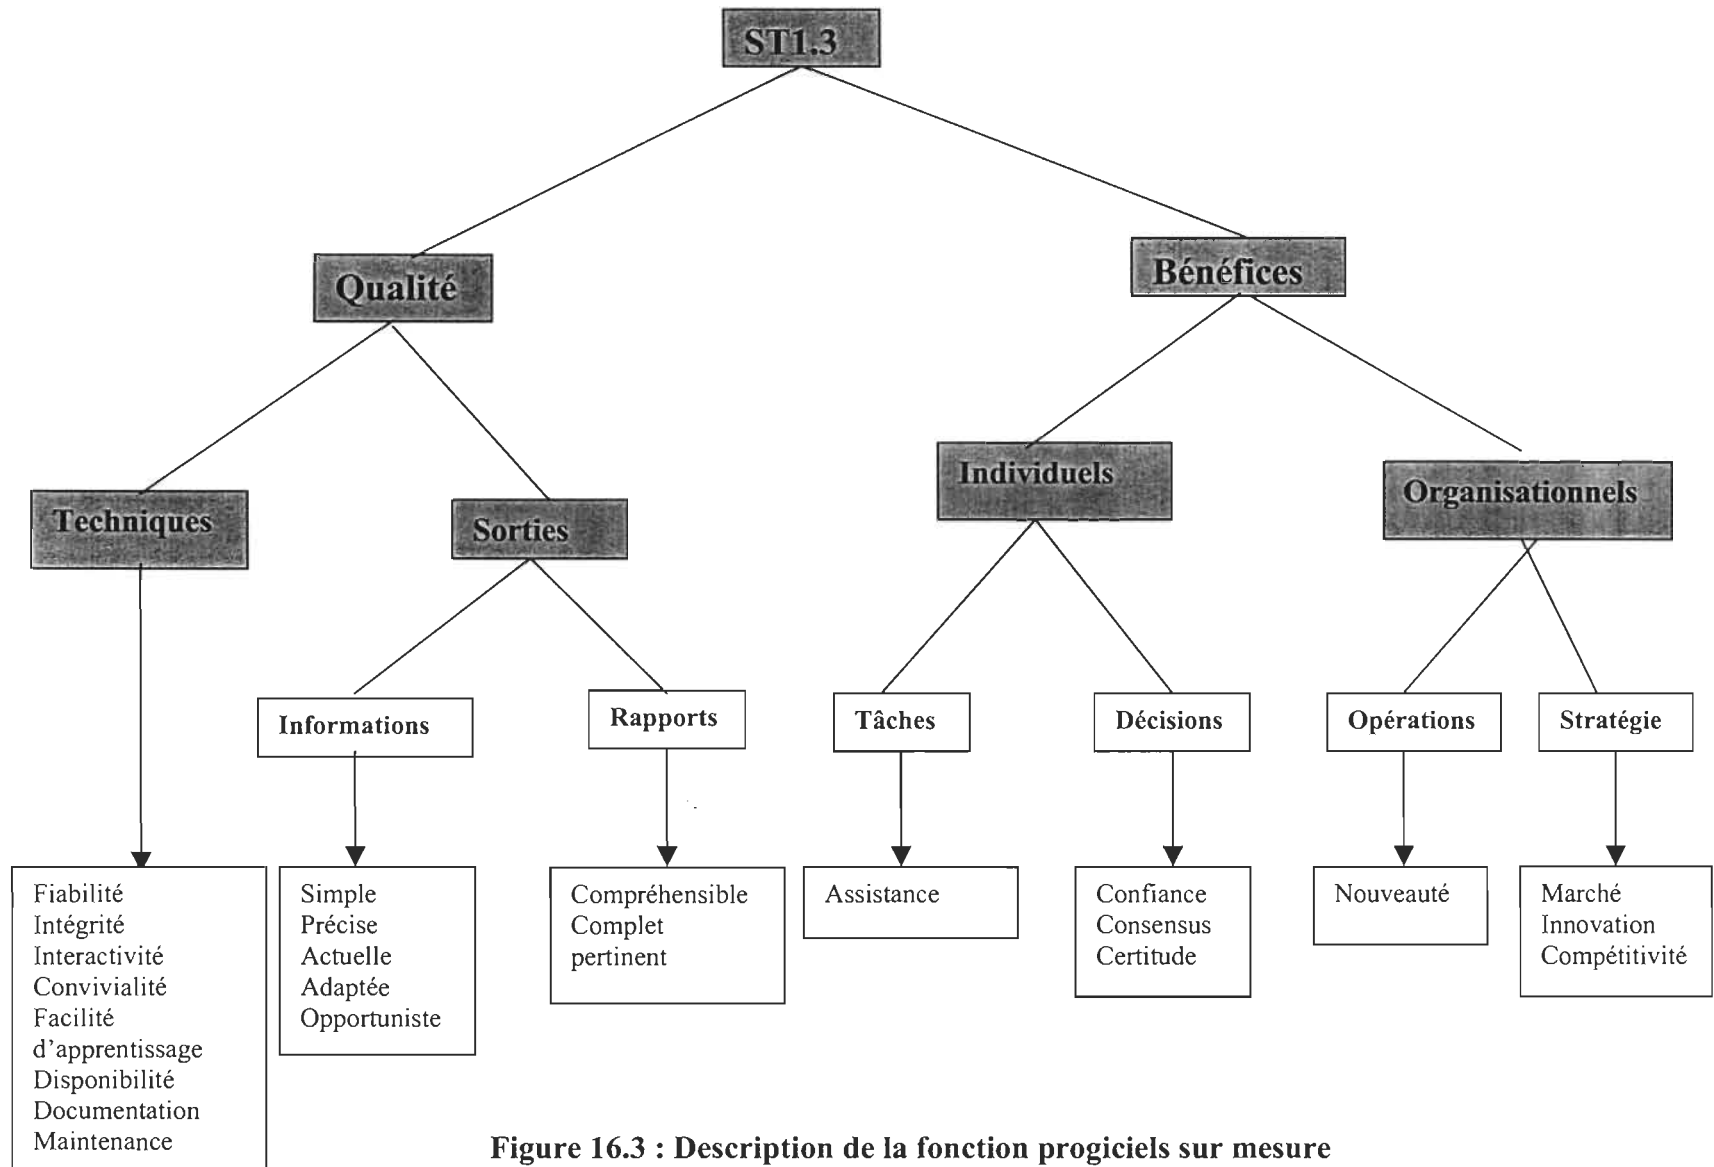 ST1.3
Qualité
Bénéfices
Techniques
Sorties
Individuels
Organisationnels
Informations
Rapports
Tâches
Décisions
Opérations
Stratégie
Fiabilité
Intégrité
Interactivité
Convivialité
Facilité
d'apprentissage
Disponibilité
Documentation
Maintenance
Simple
Précise
Actuelle
Adaptée
Opportuniste
Compréhensible
Complet
pertinent
Assistance
Confiance
Consensus
Certitude
Nouveauté
Marché
Innovation
Compétitivité
Figure 16.3 : Description de la fonction progiciels sur mesure